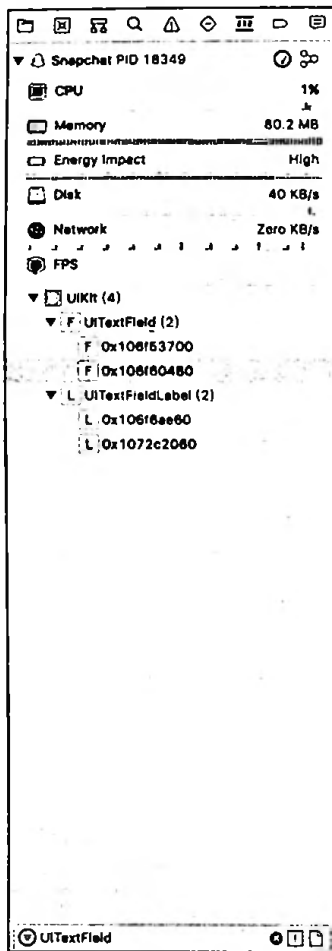 Snapchat PID 18349
CPU 1%
Memory 80.2 MB
Energy Impact High
Disk 40 KB/s
Network Zero KB/s
FPS
UIKit (4)
F UITextField (2)
F 0x106f53700
F 0x106f60480
L UITextFieldLabel (2)
L 0x106f6ae60
L 0x1072c2060
UITextField